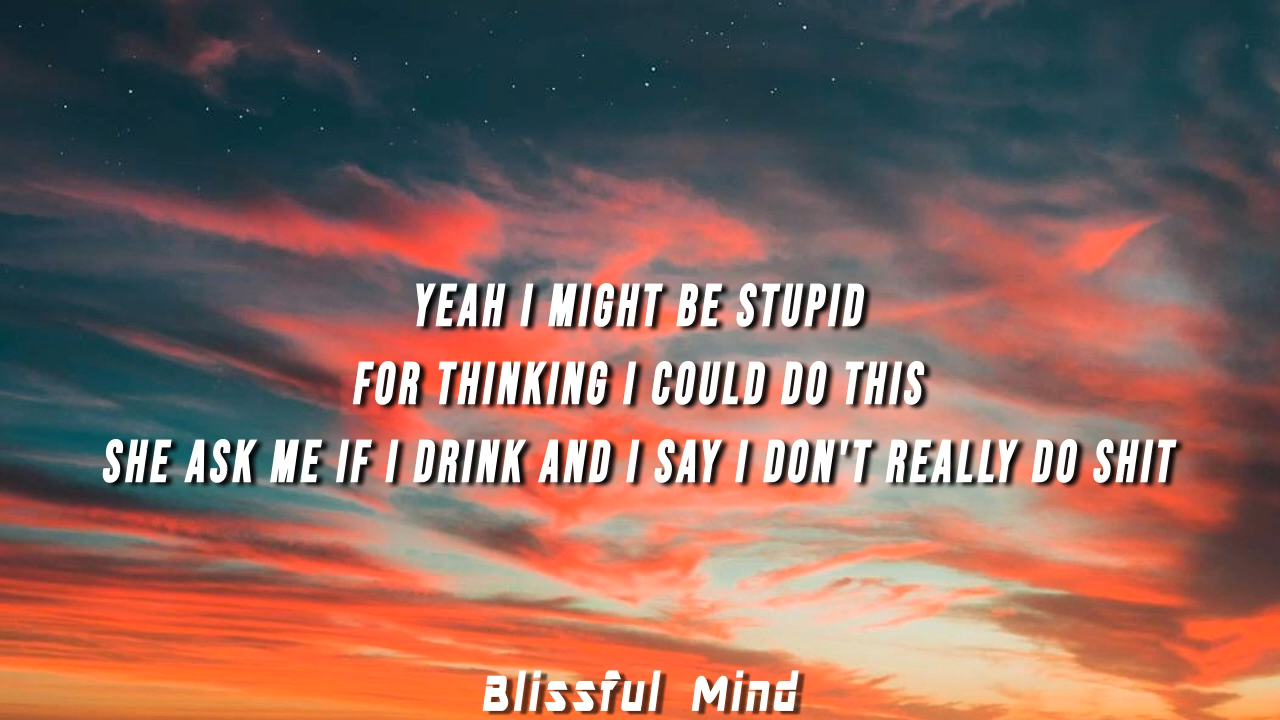 YEAH I MIGHT BE STUPID
FOR THINKING I COULD DO THIS
SHE ASK ME IF I DRINK AND I SAY I DON'T REALLY DO SHIT
Blissful Mind